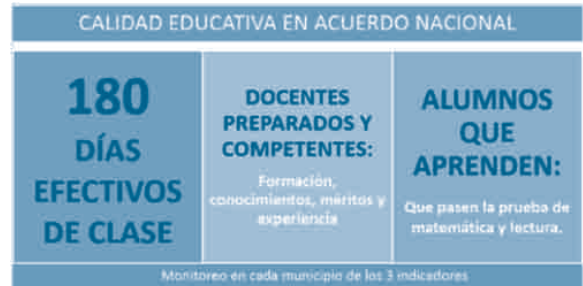 CALIDAD EDUCATIVA EN ACUERDO NACIONAL
180
DÍAS
EFECTIVOS
DE CLASE
DOCENTES
PREPARADOS Y
COMPETENTES:
Formación,
conocimientos, méritos y
experiencia
ALUMNOS
QUE
APRENDEN:
Que pasen la prueba de
matemática y lectura.
Monitoreo en cada municipio de los 3 indicadores